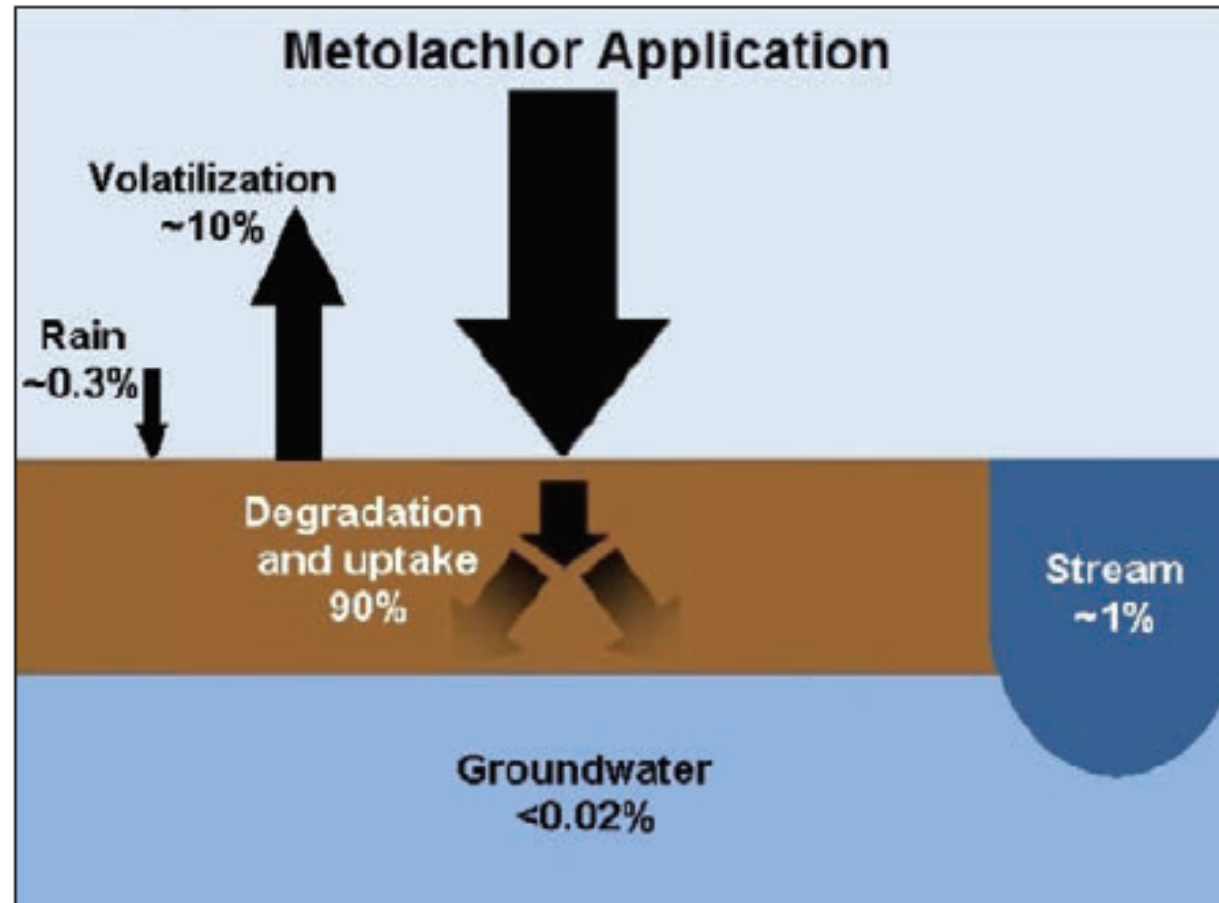 Metolachlor Application
Volatilization
~10%
Rain
~0.3%
Degradation
and uptake
90%
Stream
~1%
Groundwater
<0.02%